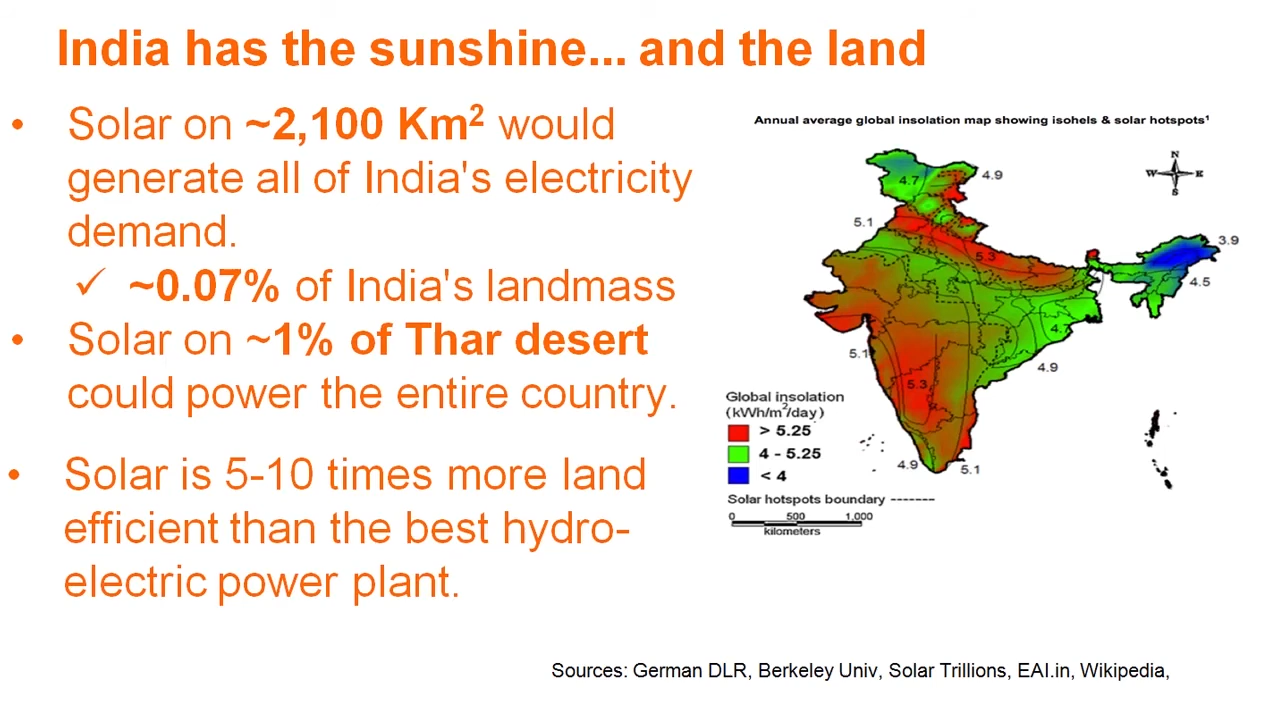 India has the sunshine... and the land
• Solar on ~2,100 Km² would
generate all of India's electricity
demand.
✓ ~0.07% of India's landmass
• Solar on ~1% of Thar desert
could power the entire country.
• Solar is 5-10 times more land
efficient than the best hydro-
electric power plant.
Annual average global insolation map showing isohels & solar hotspots¹
N
W E
S
4.7
4.9
5.1
5.3
3.9
4.5
4.7
5.1
4.9
5.3
4.9
5.1
Global insolation
(kWh/m²/day)
> 5.25
4 - 5.25
< 4
Solar hotspots boundary -------
0 500 1,000
kilometers
Sources: German DLR, Berkeley Univ, Solar Trillions, EAI.in, Wikipedia,